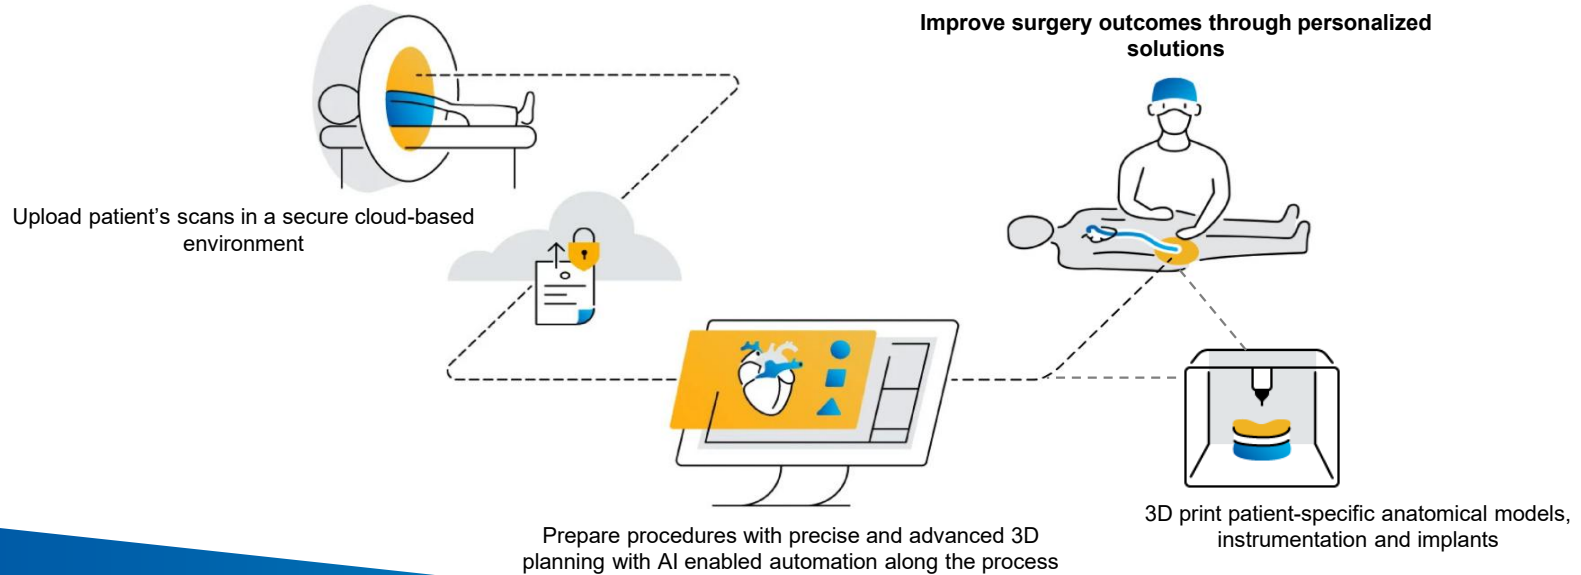 Improve surgery outcomes through personalized
solutions
Upload patient's scans in a secure cloud-based
environment
Prepare procedures with precise and advanced 3D
planning with AI enabled automation along the process
3D print patient-specific anatomical models,
instrumentation and implants